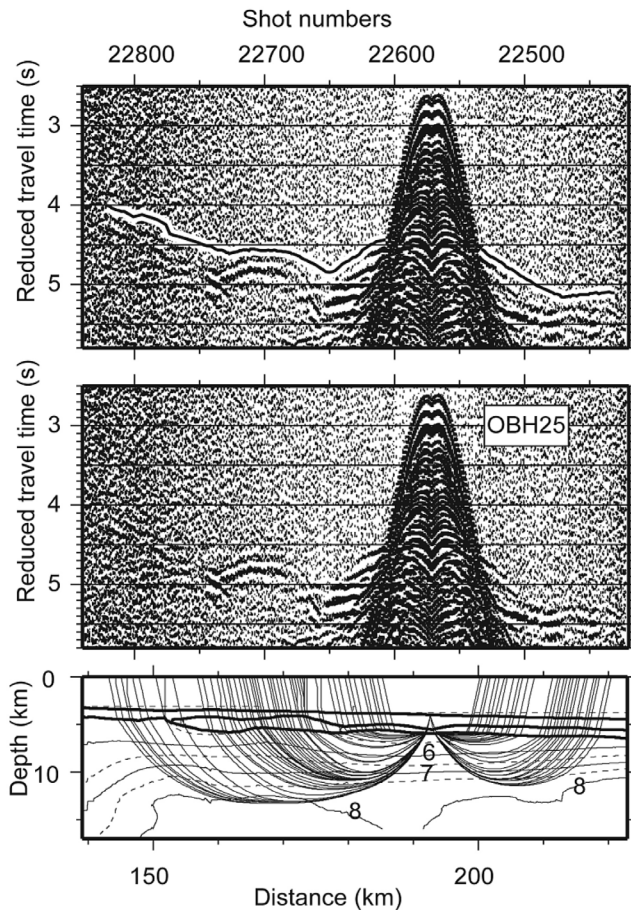 Shot numbers
22800 22700 22600 22500
Reduced travel time (s)
3
4
5
Reduced travel time (s)
3
OBH25
4
5
Depth (km)
0
10
6
7
8 8
150 200
Distance (km)